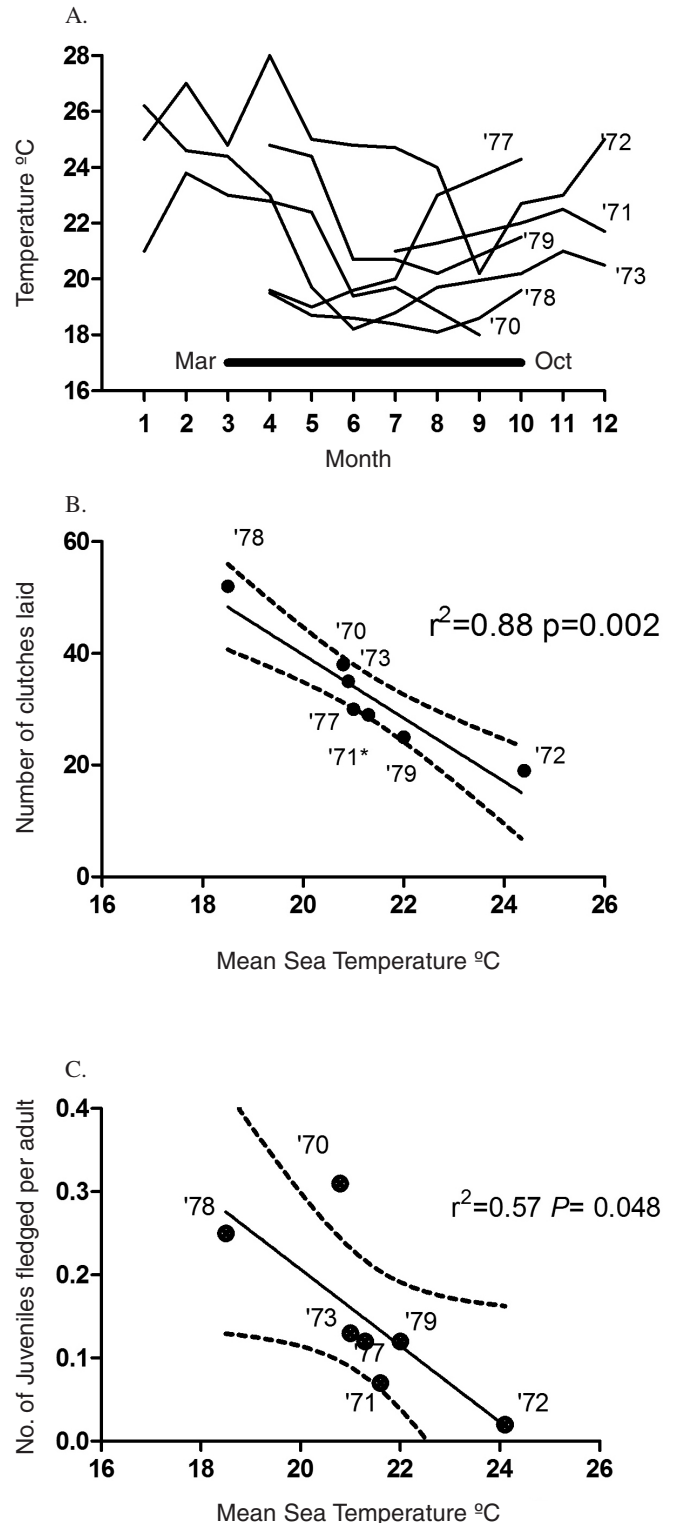 A.
Temperature ºC
28
26
24
22
20
18
16
'77
'72
'71
'79
'73
'78
'70
Mar
Oct
1 2 3 4 5 6 7 8 9 10 11 12
Month
B.
Number of clutches laid
60
40
20
0
'78
'70
'73
r²=0.88 p=0.002
'77
'71*
'79
'72
16 18 20 22 24 26
Mean Sea Temperature ºC
C.
No. of Juveniles fledged per adult
0.4
0.3
0.2
0.1
0.0
'70
'78
r²=0.57 P= 0.048
'73
'79
'77
'71
'72
16 18 20 22 24 26
Mean Sea Temperature ºC